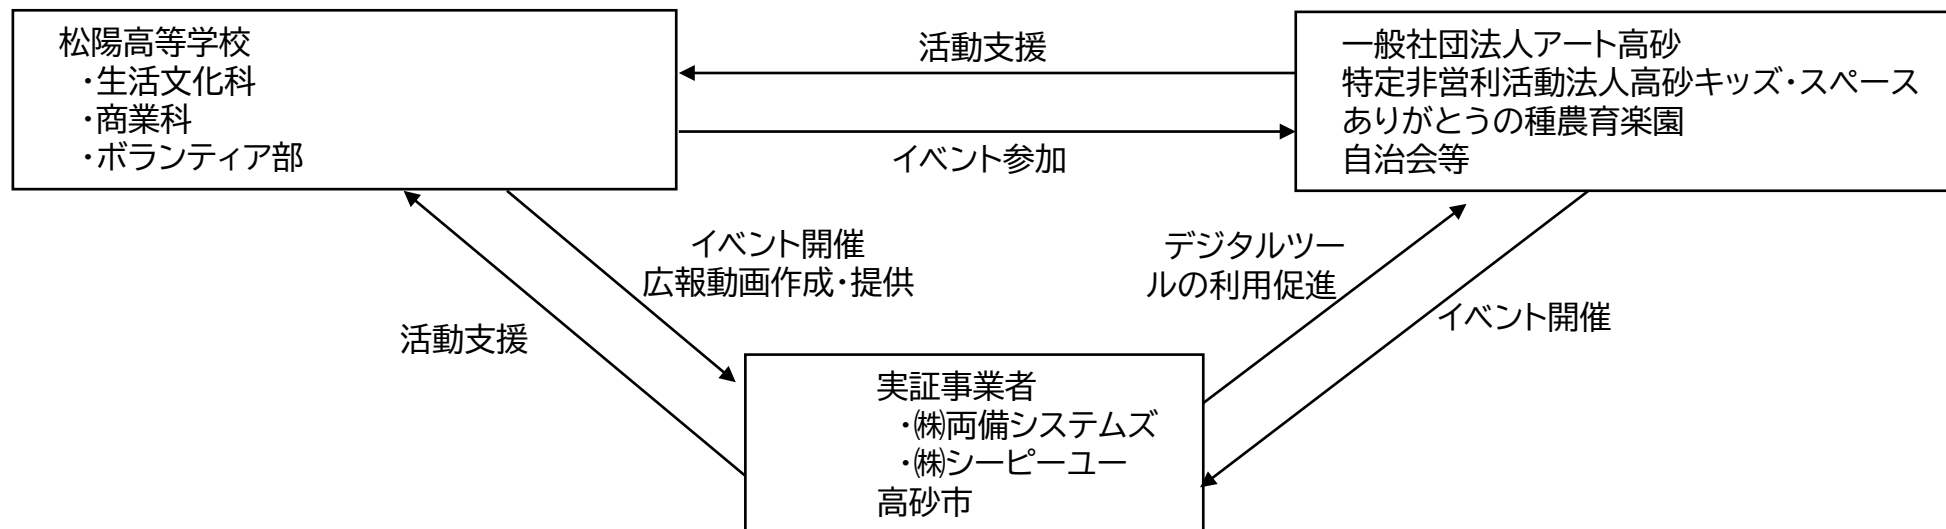 松陽高等学校
・生活文化科
・商業科
・ボランティア部
活動支援
イベント参加
一般社団法人アート高砂
特定非営利活動法人高砂キッズ・スペース
ありがとうの種農育楽園
自治会等
イベント開催
広報動画作成・提供
活動支援
デジタルツー
ルの利用促進
イベント開催
実証事業者
・㈱両備システムズ
・㈱シーピーユー
高砂市